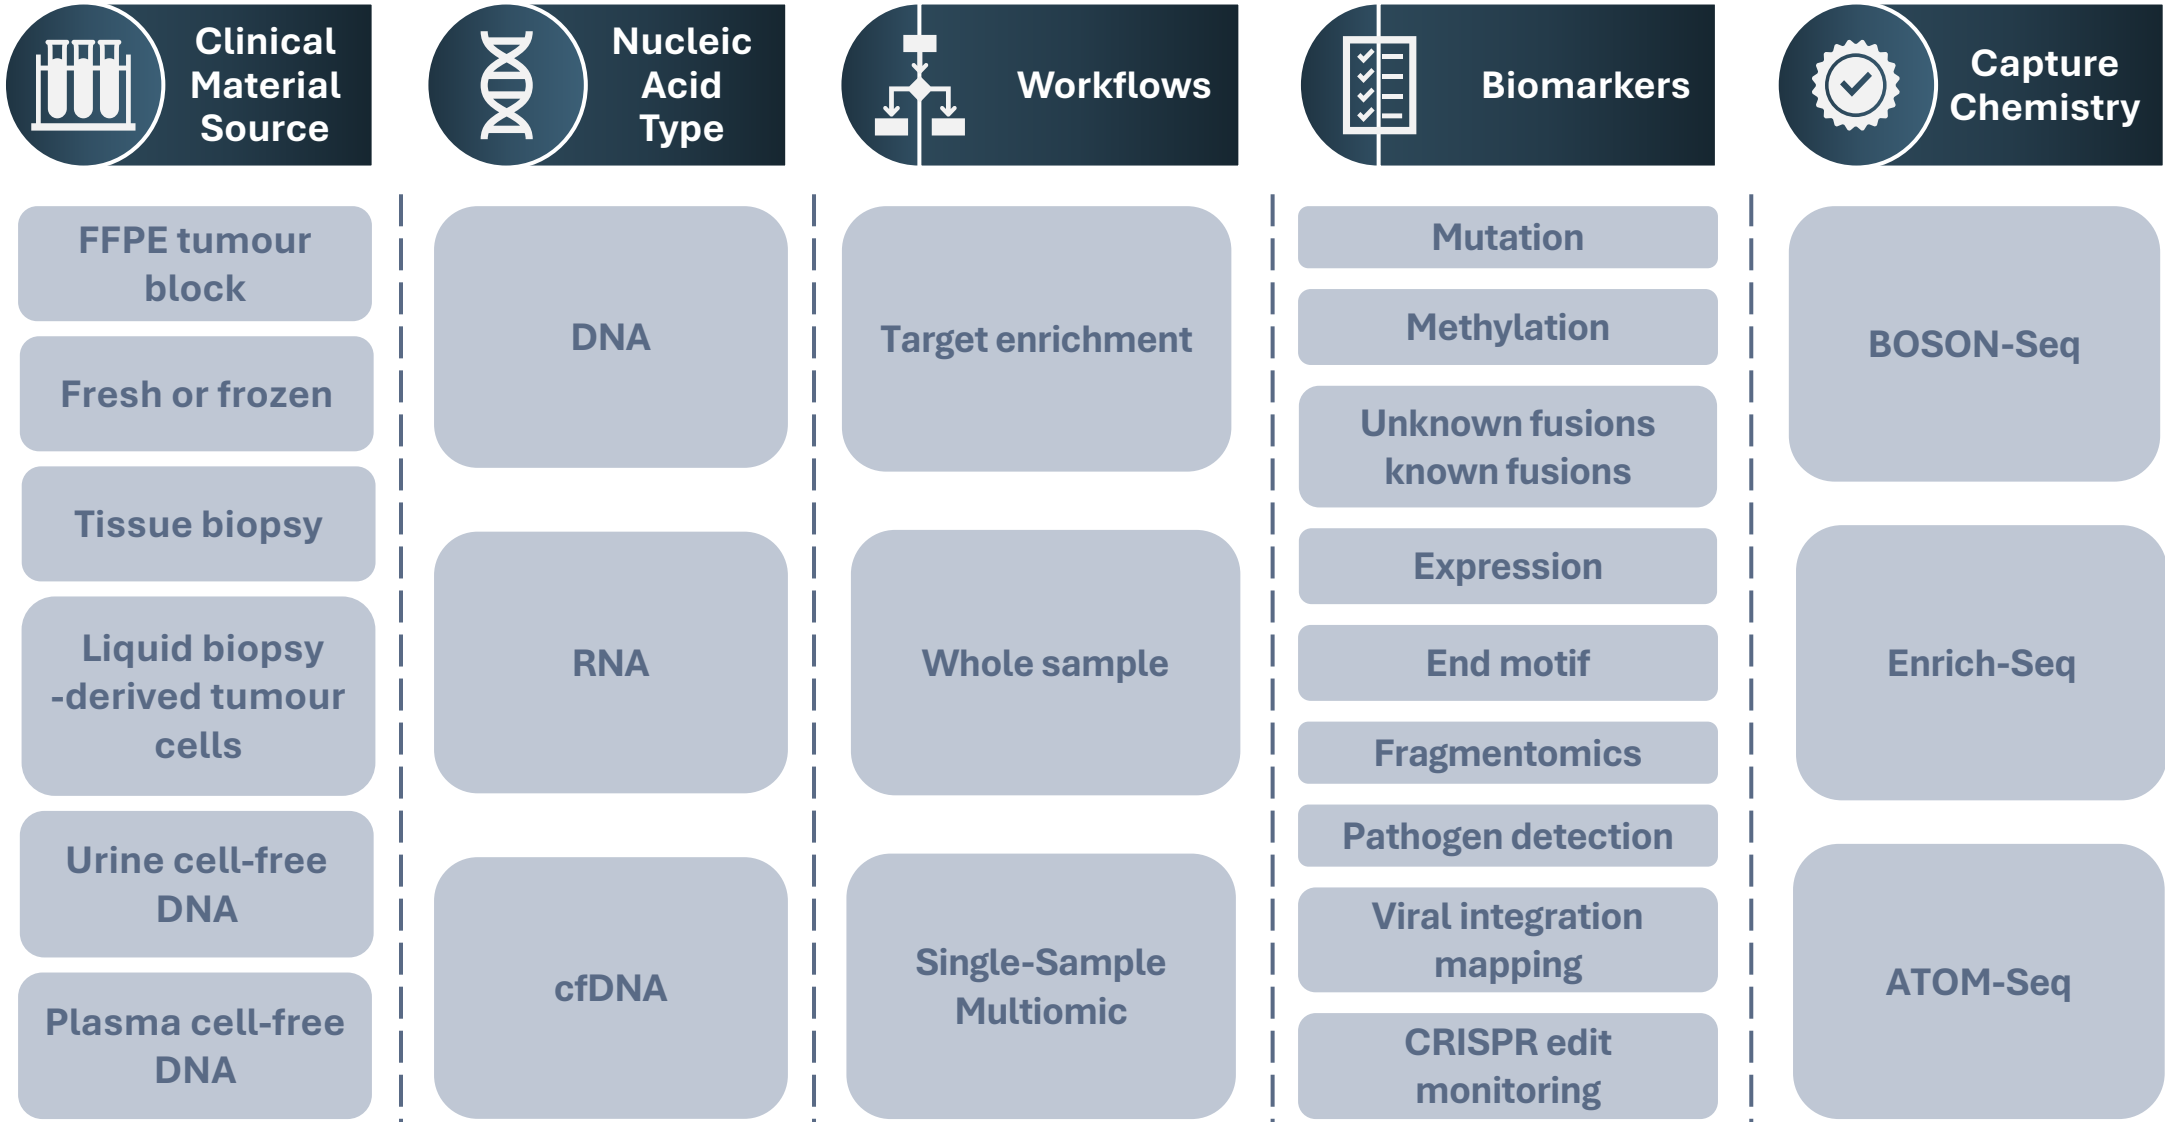 Clinical
Material
Source
Nucleic
Acid
Type
Workflows
Biomarkers
Capture
Chemistry
FFPE tumour
block
Fresh or frozen
Tissue biopsy
Liquid biopsy
-derived tumour
cells
Urine cell-free
DNA
Plasma cell-free
DNA
DNA
RNA
cfDNA
Target enrichment
Whole sample
Single-Sample
Multiomic
Mutation
Methylation
Unknown fusions
known fusions
Expression
End motif
Fragmentomics
Pathogen detection
Viral integration
mapping
CRISPR edit
monitoring
BOSON-Seq
Enrich-Seq
ATOM-Seq